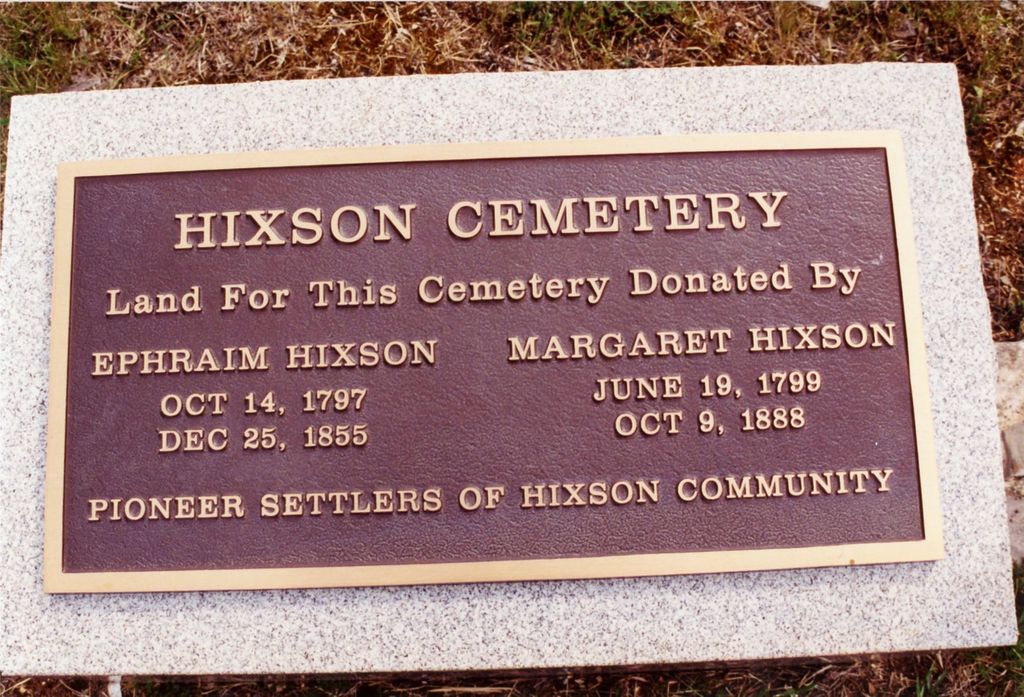 HIXSON CEMETERY
Land For This Cemetery Donated By
EPHRAIM HIXSON
OCT 14, 1797
DEC 25, 1855
MARGARET HIXSON
JUNE 19, 1799
OCT 9, 1888
PIONEER SETTLERS OF HIXSON COMMUNITY